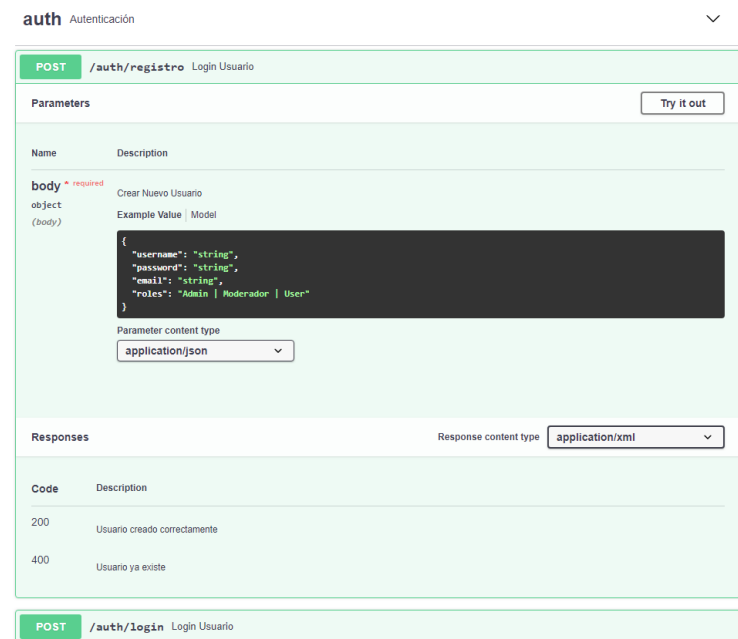 auth Autenticación
POST /auth/registro Login Usuario
Parameters
Try it out
Name Description
body * required
object
(body)
Crear Nuevo Usuario
Example Value Model
{
"username": "string",
"password": "string",
"email": "string",
"roles": "Admin | Moderador | User"
}
Parameter content type
application/json
Responses
Response content type application/xml
Code Description
200 Usuario creado correctamente
400 Usuario ya existe
POST /auth/login Login Usuario